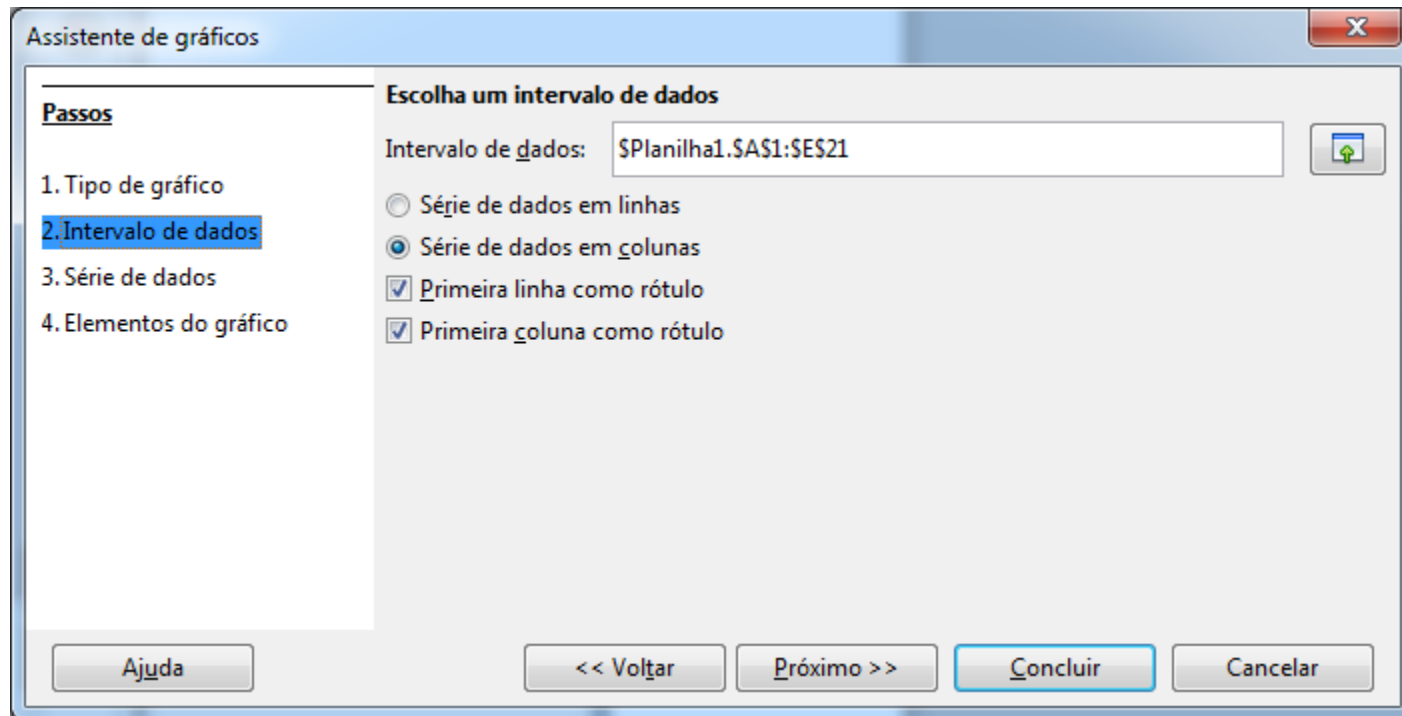 Assistente de gráficos
Passos
1. Tipo de gráfico
2. Intervalo de dados
3. Série de dados
4. Elementos do gráfico
Escolha um intervalo de dados
Intervalo de dados: $Planilha1.$A$1:$E$21
Série de dados em linhas
Série de dados em colunas
Primeira linha como rótulo
Primeira coluna como rótulo
Ajuda << Voltar Próximo >> Concluir Cancelar